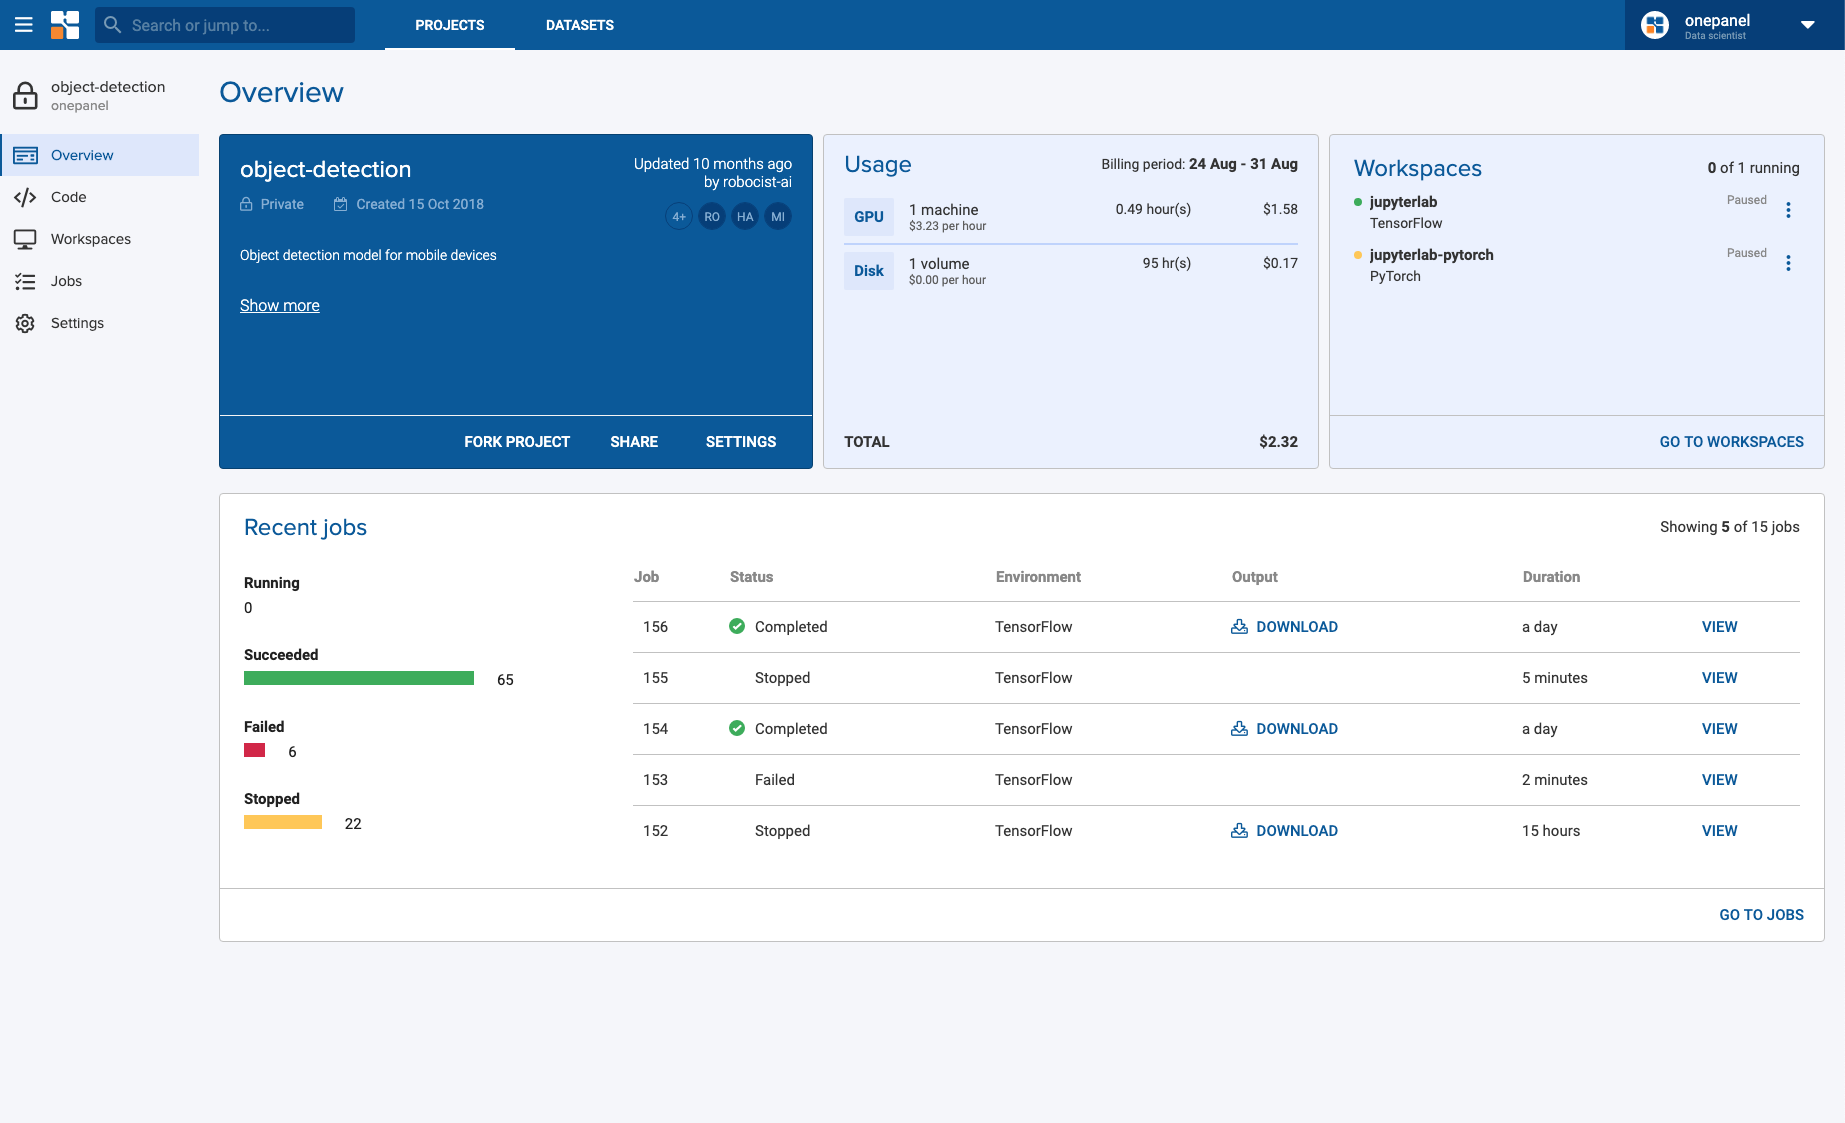 Search or jump to...
PROJECTS
DATASETS
onepanel
Data scientist
object-detection
onepanel
Overview
Code
Workspaces
Jobs
Settings
Overview
object-detection
Updated 10 months ago
by robocist-ai
Private
Created 15 Oct 2018
4+ RO HA MI
Object detection model for mobile devices
Show more
FORK PROJECT SHARE SETTINGS
Usage
Billing period: 24 Aug - 31 Aug
GPU 1 machine 0.49 hour(s) $1.58
$3.23 per hour
Disk 1 volume 95 hr(s) $0.17
$0.00 per hour
TOTAL $2.32
Workspaces
0 of 1 running
jupyterlab Paused
TensorFlow
jupyterlab-pytorch Paused
PyTorch
GO TO WORKSPACES
Recent jobs
Showing 5 of 15 jobs
Running
0
Succeeded
65
Failed
6
Stopped
22
Job Status Environment Output Duration
156 Completed TensorFlow DOWNLOAD a day VIEW
155 Stopped TensorFlow 5 minutes VIEW
154 Completed TensorFlow DOWNLOAD a day VIEW
153 Failed TensorFlow 2 minutes VIEW
152 Stopped TensorFlow DOWNLOAD 15 hours VIEW
GO TO JOBS